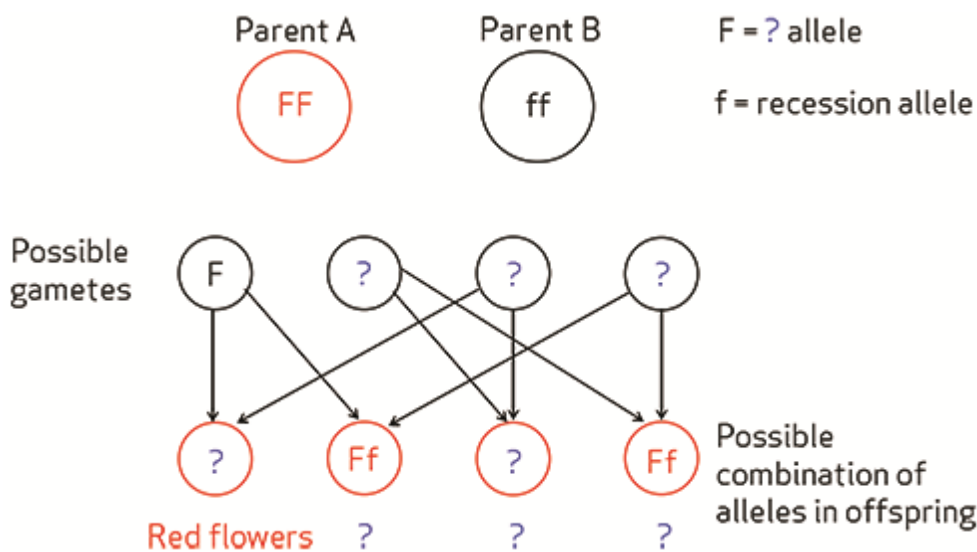 Parent A
Parent B
F = ? allele
FF
ff
f = recession allele
Possible
gametes
F
?
?
?
?
Ff
?
Ff
Possible
combination of
alleles in offspring
Red flowers
?
?
?